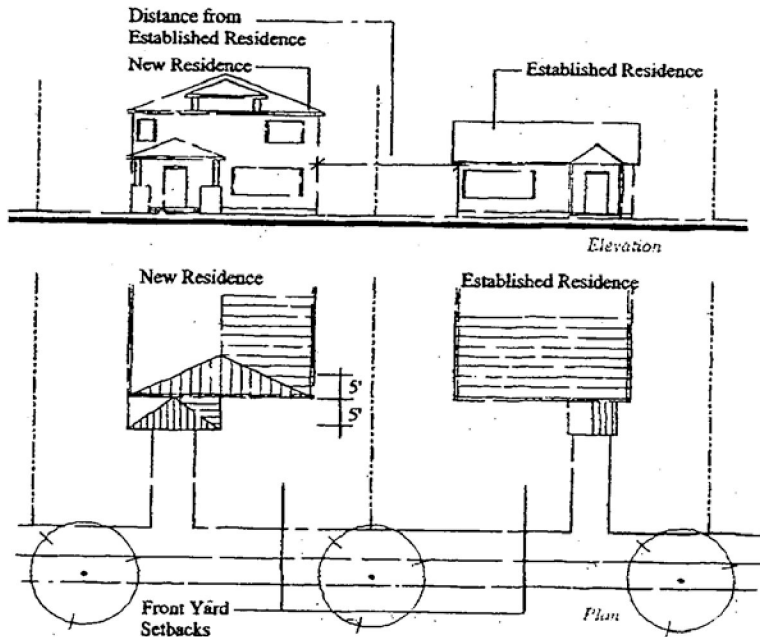 Distance from
Established Residence
New Residence
Established Residence
Elevation
New Residence
Established Residence
5'
5'
Front Yard
Setbacks
Plan